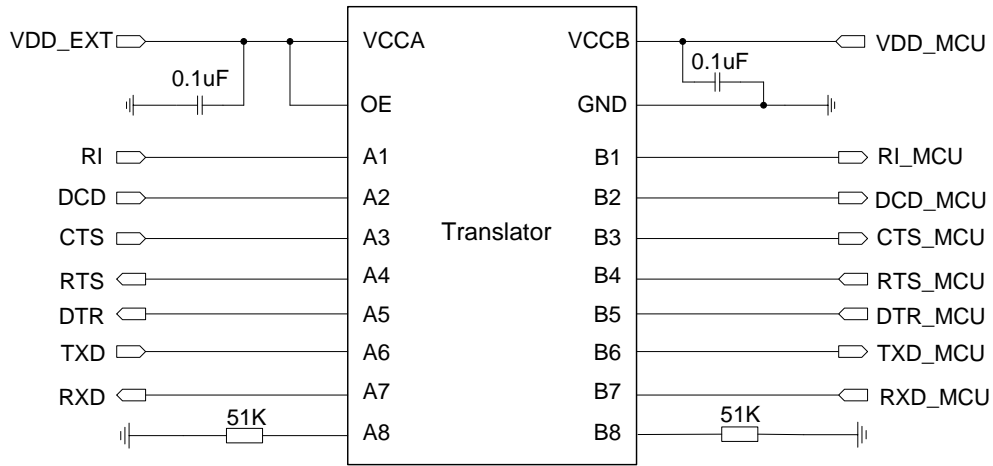 VDD_EXT VCCA VCCB VDD_MCU
0.1uF 0.1uF
OE GND
RI A1 B1 RI_MCU
DCD A2 B2 DCD_MCU
CTS A3 Translator B3 CTS_MCU
RTS A4 B4 RTS_MCU
DTR A5 B5 DTR_MCU
TXD A6 B6 TXD_MCU
RXD A7 B7 RXD_MCU
51K A8 B8 51K